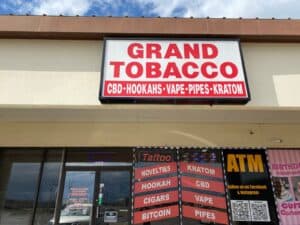 GRAND
TOBACCO
CBD-HOOKAHS-VAPE-PIPES-KRATOM
Tattoo
NOVELTIES
HOOKAH
CIGARS
BITCOIN
KRATOM
CBD
VAPE
PIPES
ATM